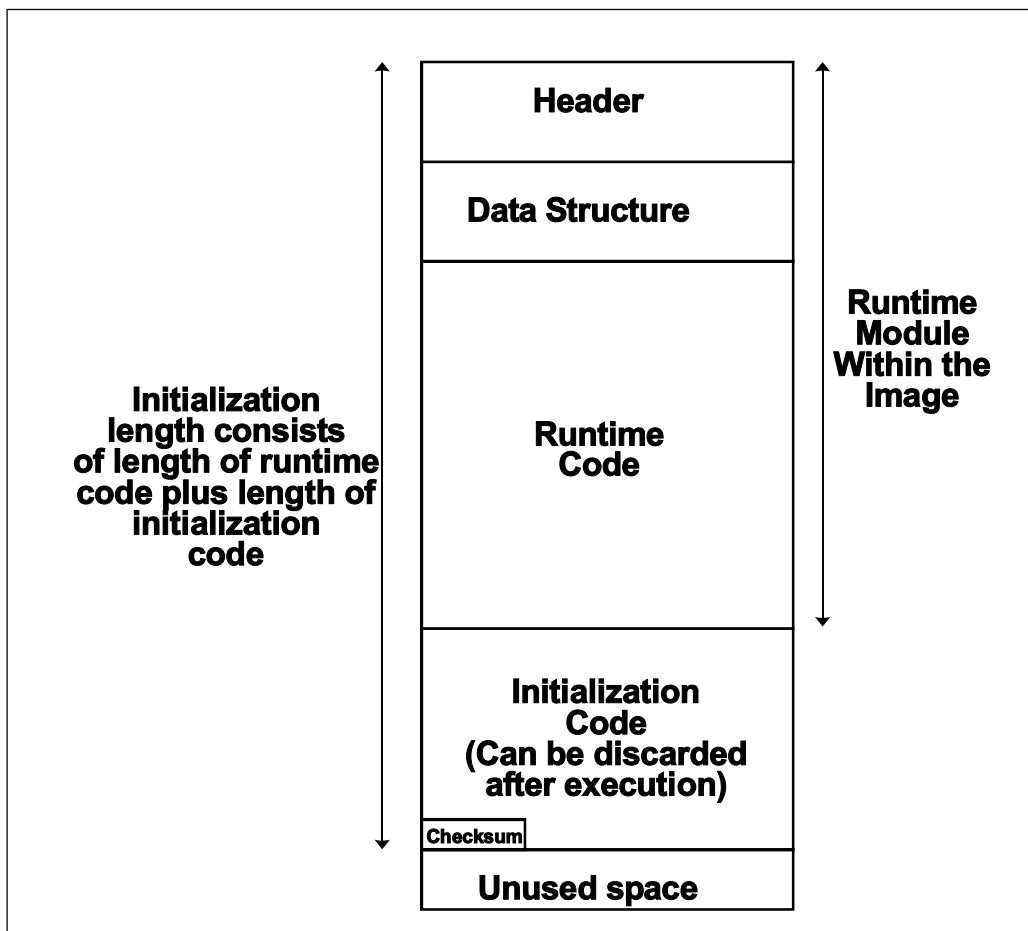 Header
Data Structure
Runtime
Module
Within the
Image
Initialization
length consists
of length of runtime
code plus length of
initialization
code
Runtime
Code
Initialization
Code
(Can be discarded
after execution)
Checksum
Unused space